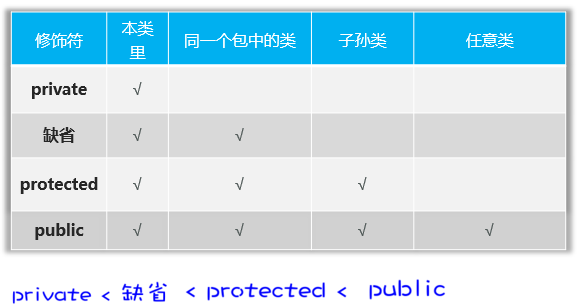 修饰符 本类里 同一个包中的类 子孙类 任意类
private √
缺省 √ √
protected √ √ √
public √ √ √ √
private < 缺省 < protected < public